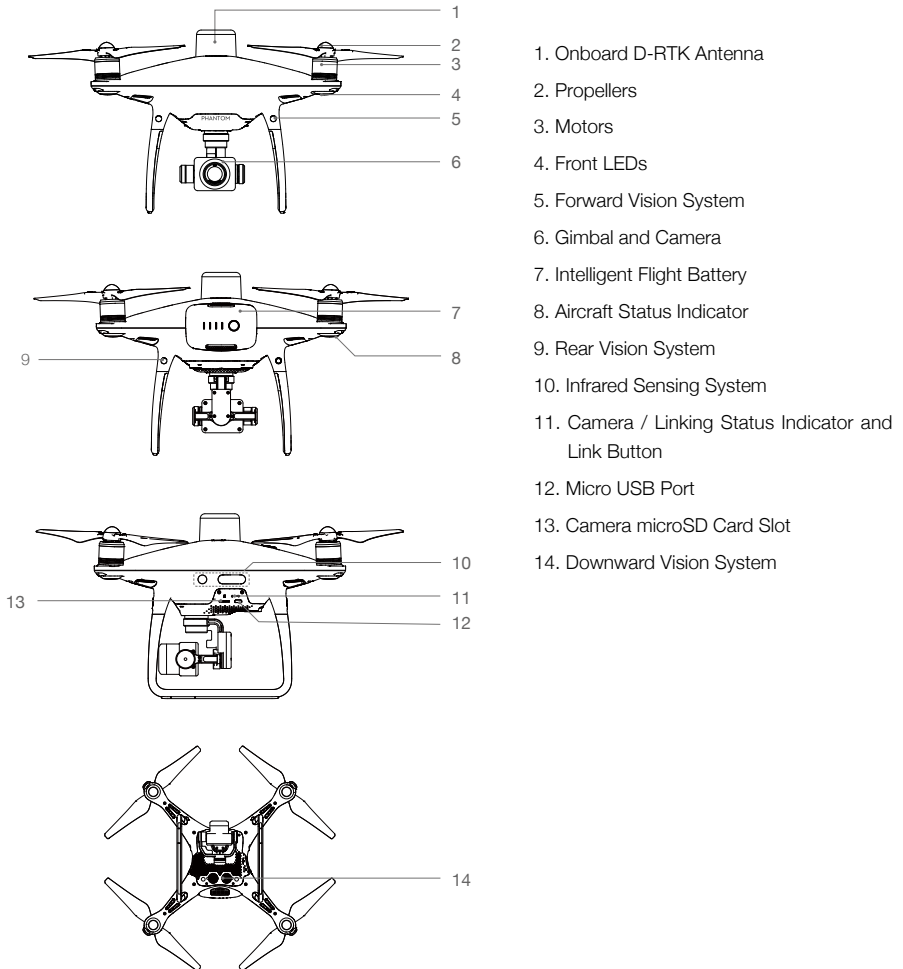 1
2
3
4
5
6
PHANTOM
7
8
9
10
11
12
13
14
1. Onboard D-RTK Antenna
2. Propellers
3. Motors
4. Front LEDs
5. Forward Vision System
6. Gimbal and Camera
7. Intelligent Flight Battery
8. Aircraft Status Indicator
9. Rear Vision System
10. Infrared Sensing System
11. Camera / Linking Status Indicator and
Link Button
12. Micro USB Port
13. Camera microSD Card Slot
14. Downward Vision System